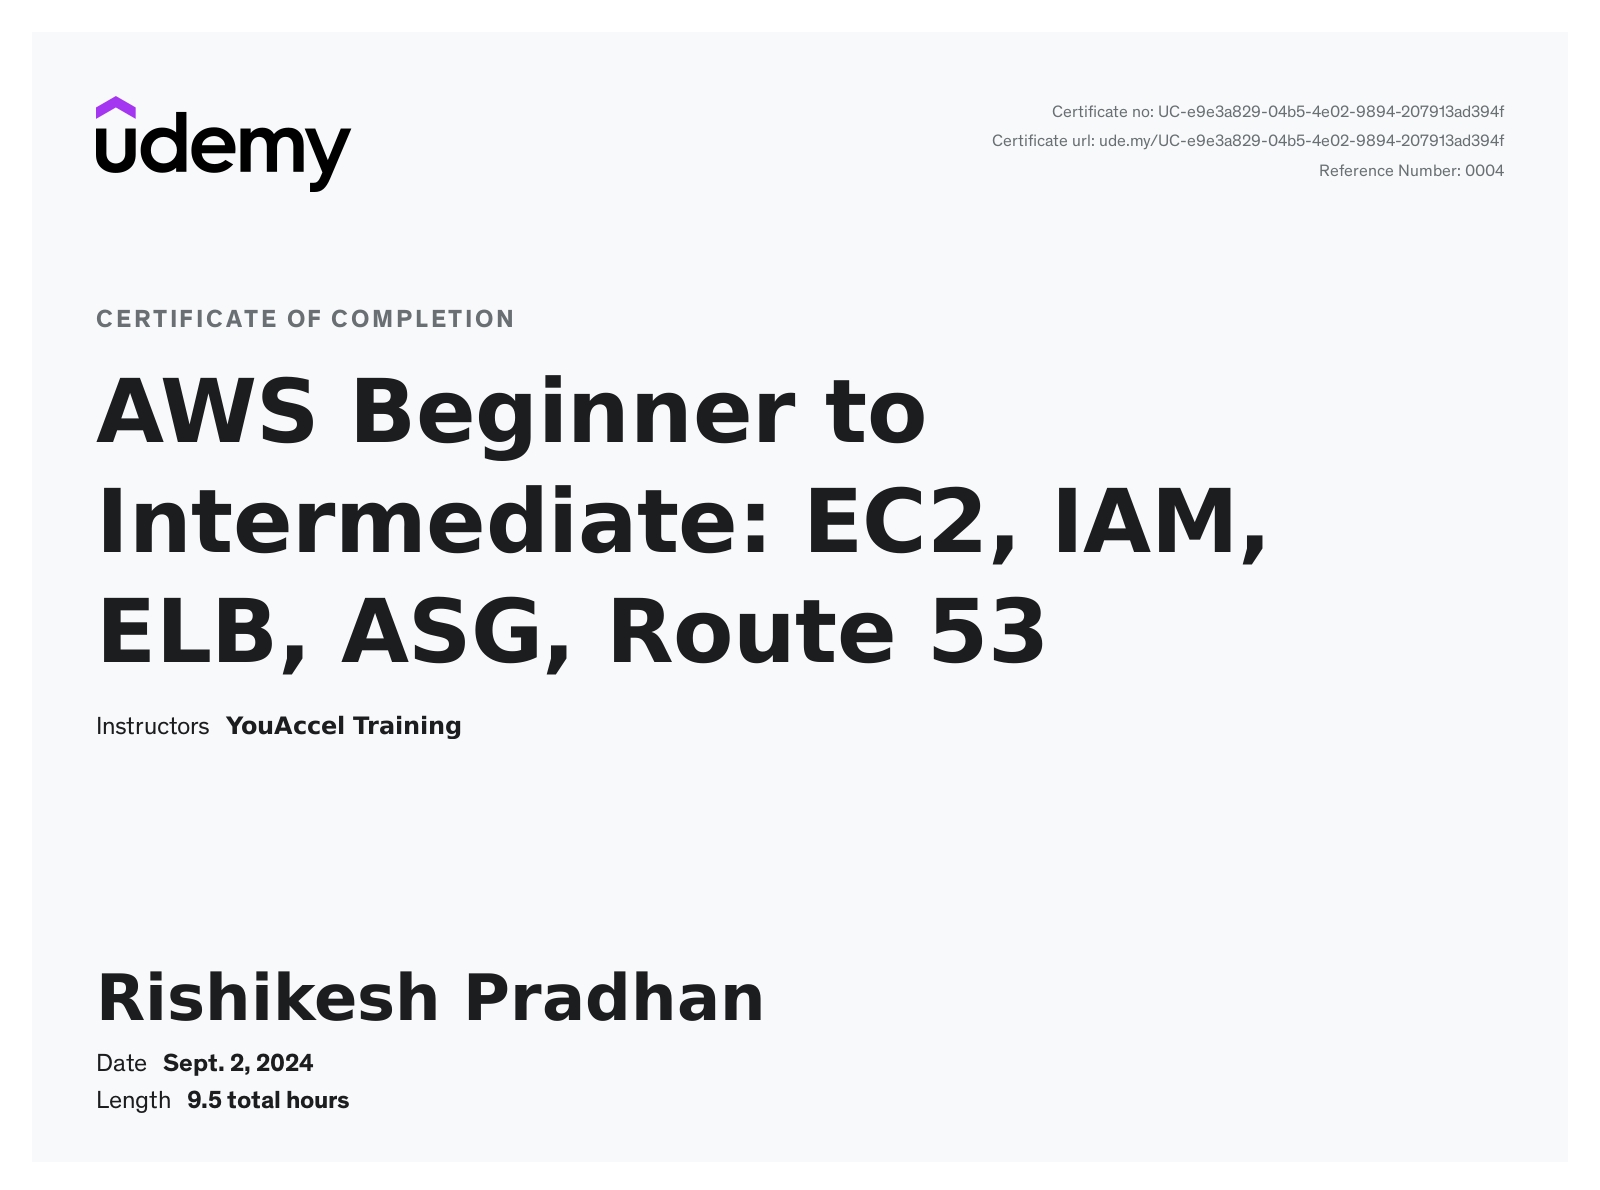 udemy
Certificate no: UC-e9e3a829-04b5-4e02-9894-207913ad394f
Certificate url: ude.my/UC-e9e3a829-04b5-4e02-9894-207913ad394f
Reference Number: 0004
CERTIFICATE OF COMPLETION
AWS Beginner to
Intermediate: EC2, IAM,
ELB, ASG, Route 53
Instructors YouAccel Training
Rishikesh Pradhan
Date Sept. 2, 2024
Length 9.5 total hours